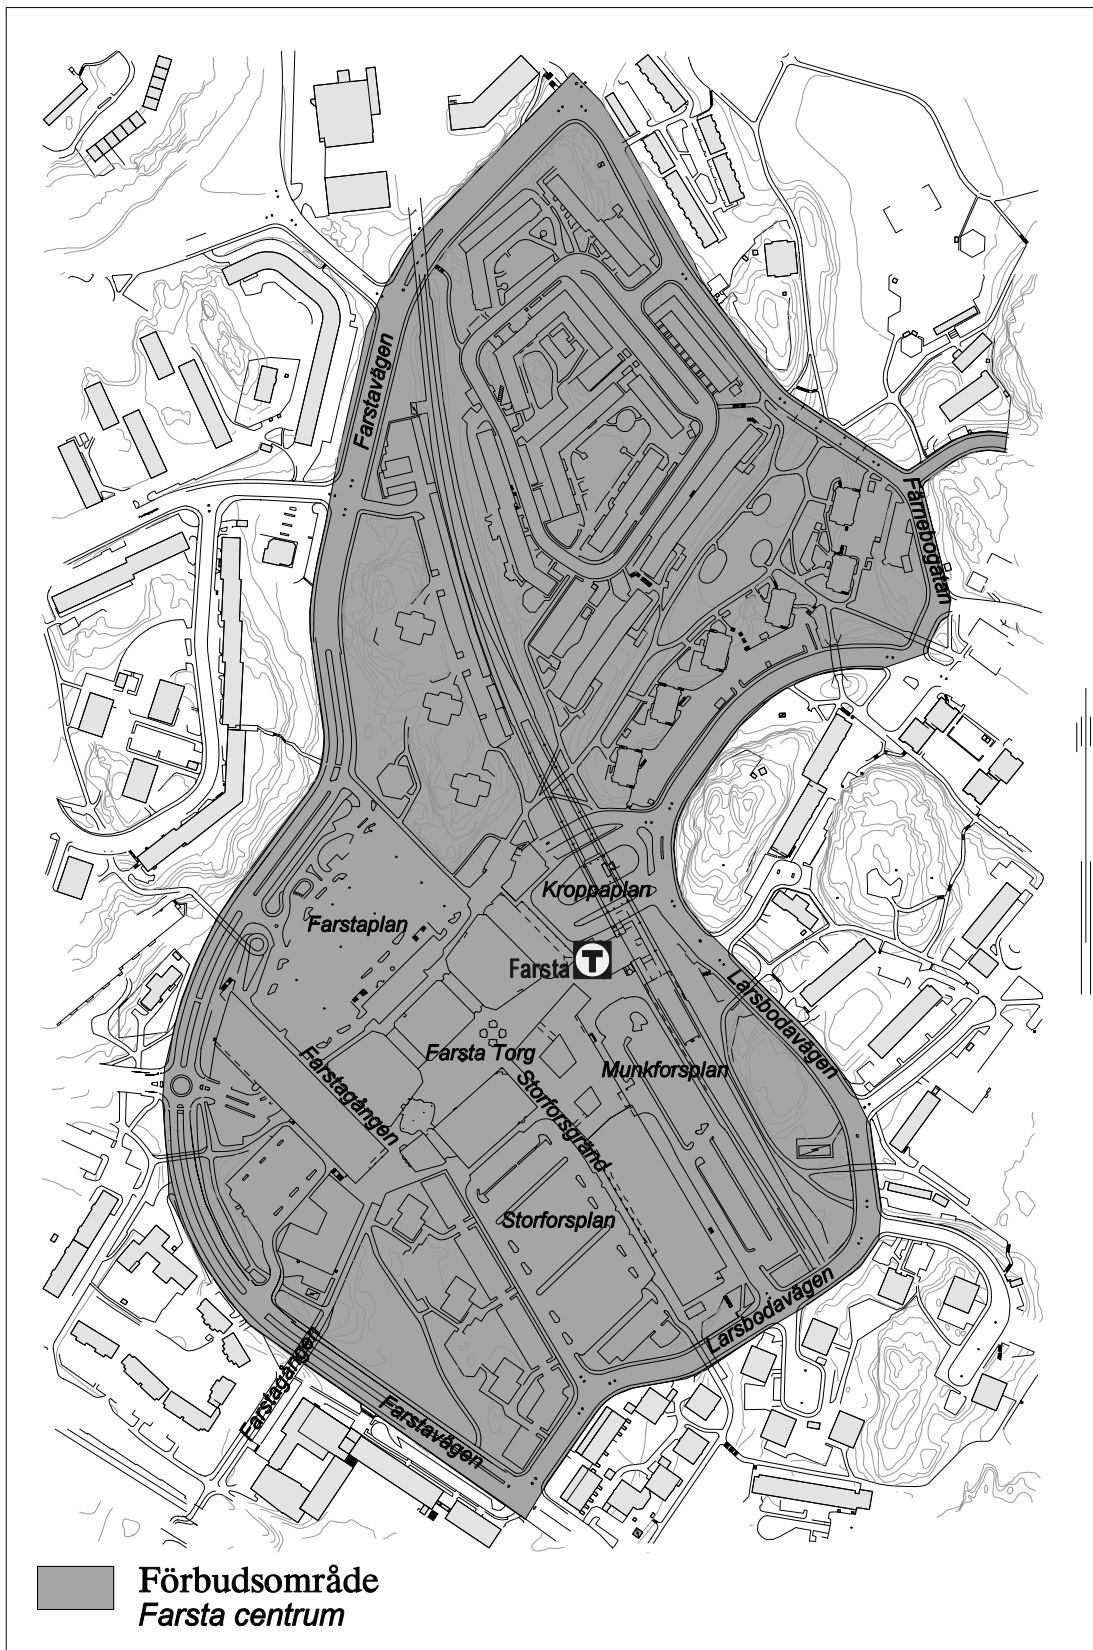 Farstavägen
Färnebogatan
Kroppaplan
Farstaplan
Farsta T
Larsbodavägen
Farsta Torg
Munkforsplan
Farstagången
Storforsgränd
Storforsplan
Larsbodavägen
Farstagången
Farstavägen
Förbudsområde
Farsta centrum